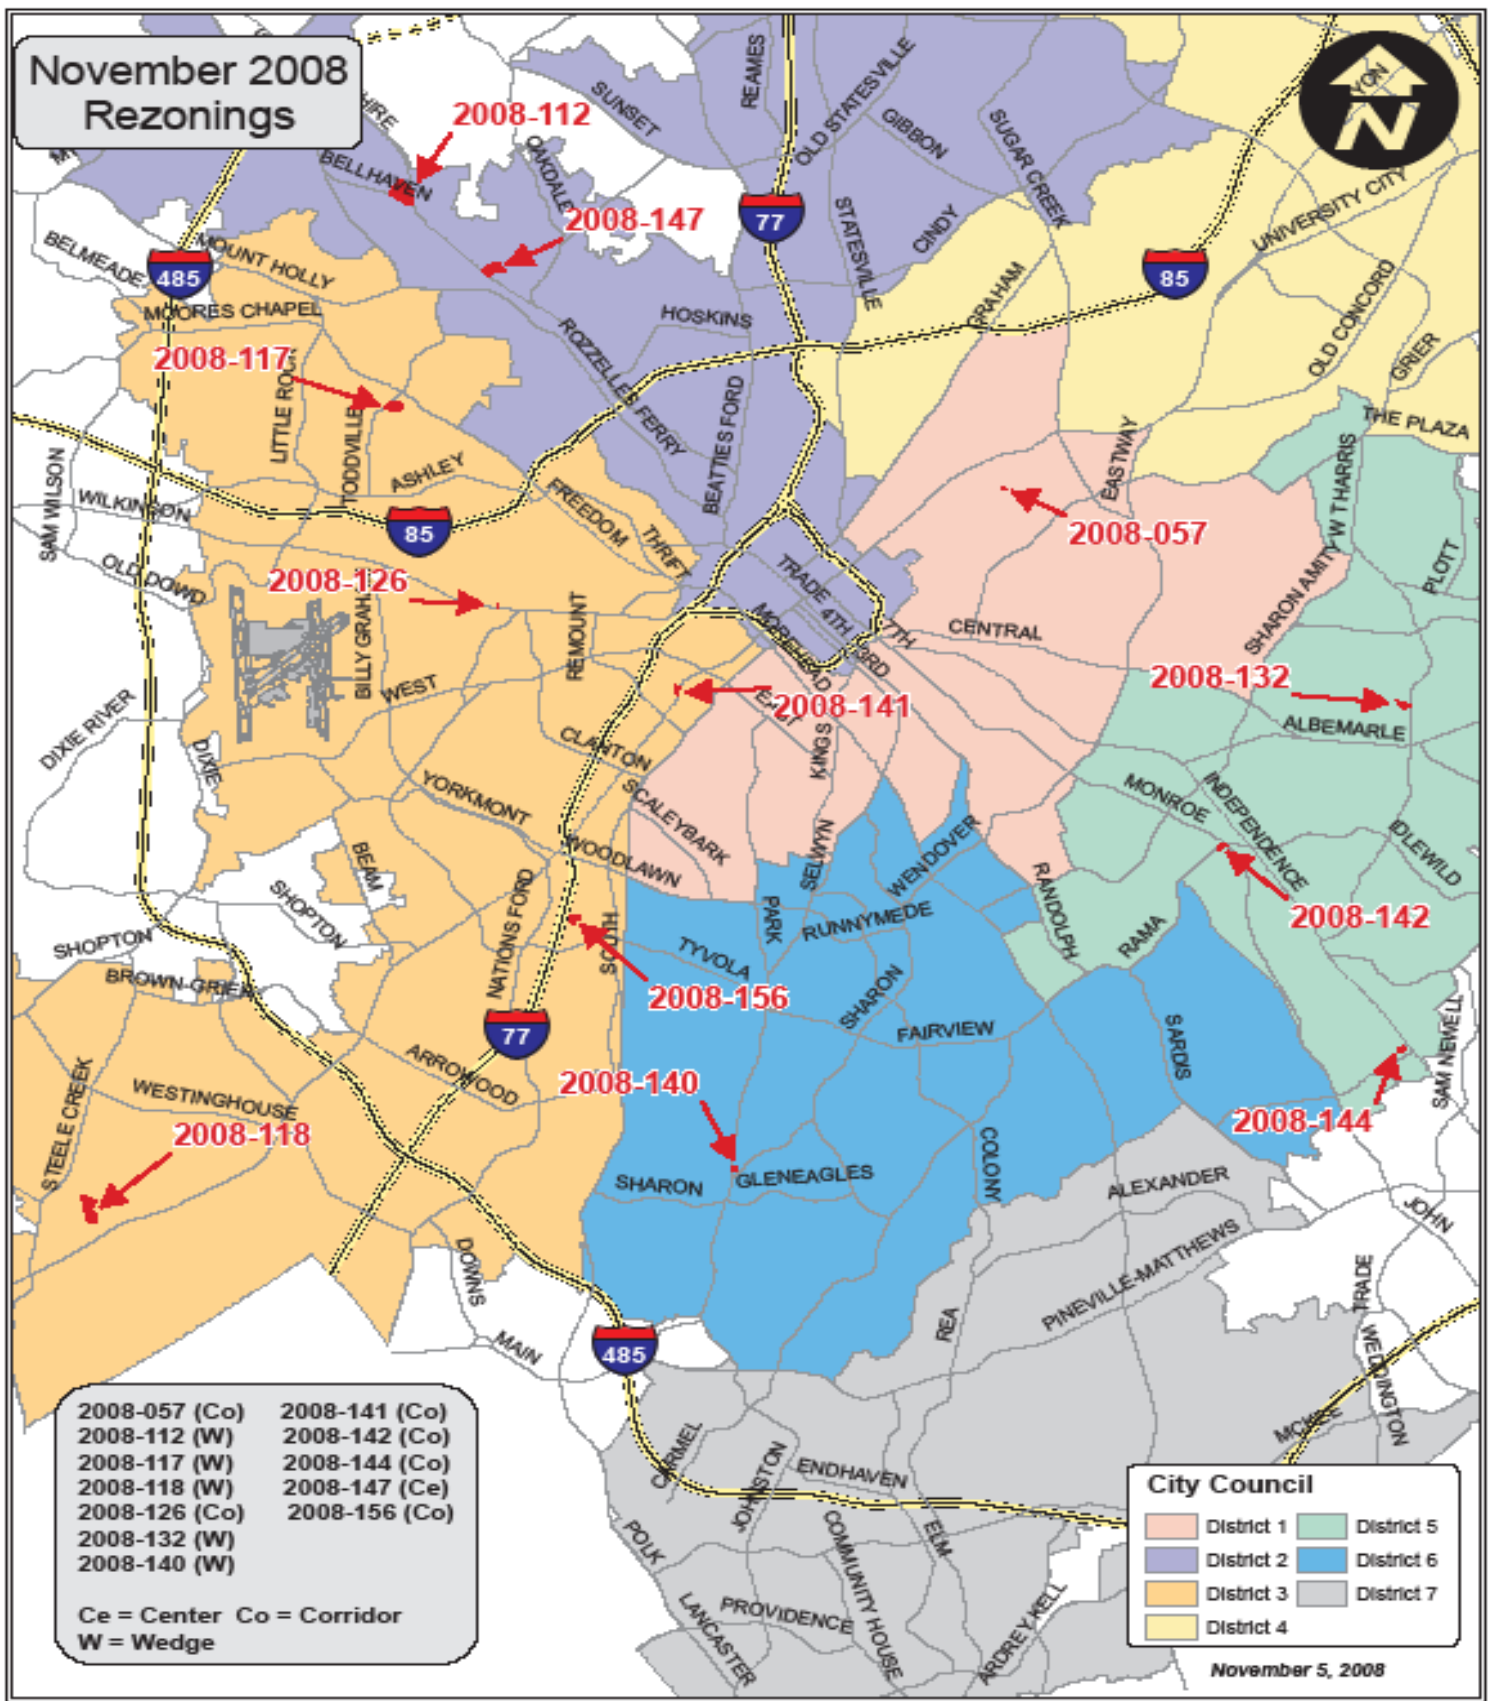 November 2008
Rezonings
HIRE
2008-112
BELLHAVEN
OAKDALE
SUNSET
REAMES
OLD STATESVILLE
GIBBON
SUGAR CREEK
YON
N
2008-147
77
STATESVILLE
CINDY
UNIVERSITY CITY
BELMEADE
485
MOUNT HOLLY
85
MOORES CHAPEL
HOSKINS
GRAHAM
OLD CONCORD
GRIER
2008-117
LITTLE ROCK
TODDVILLE
ROZZELLES FERRY
BEATTIES FORD
THE PLAZA
EASTWAY
W T HARRIS
SAM WILSON
WILKINSON
ASHLEY
85
FREEDOM
THRIFT
2008-057
PLOTT
OLD DOWD
2008-126
BILLY GRAHAM
REMOUNT
TRADE
4TH
MOREHEAD
3RD
7TH
CENTRAL
SHARON AMITY
2008-132
DIXIE RIVER
WEST
EAST
2008-141
KINGS
ALBEMARLE
DIXIE
CLANTON
YORKMONT
SCALEYBARK
MONROE
INDEPENDENCE
IDLEWILD
WOODLAWN
SELWYN
WENDOVER
BEAM
SHOPTON
NATIONS FORD
SOUTH
PARK
RUNNYMEDE
RANDOLPH
RAMA
2008-142
SHOPTON
BROWN-GRIER
TYVOLA
2008-156
SHARON
FAIRVIEW
SARDIS
SAM NEWELL
77
ARROWOOD
2008-140
STEELE CREEK
WESTINGHOUSE
2008-118
2008-144
SHARON
GLENEAGLES
COLONY
ALEXANDER
JOHN
DOWNS
MAIN
485
REA
PINEVILLE-MATTHEWS
TRADE
WEDDINGTON
CARMEL
JOHNSTON
ENDHAVEN
ELM
POLK
COMMUNITY HOUSE
PROVIDENCE
LANCASTER
ARDREY KELL
2008-057 (Co) 2008-141 (Co)
2008-112 (W) 2008-142 (Co)
2008-117 (W) 2008-144 (Co)
2008-118 (W) 2008-147 (Ce)
2008-126 (Co) 2008-156 (Co)
2008-132 (W)
2008-140 (W)
Ce = Center Co = Corridor
W = Wedge
City Council
District 1 District 5
District 2 District 6
District 3 District 7
District 4
November 5, 2008